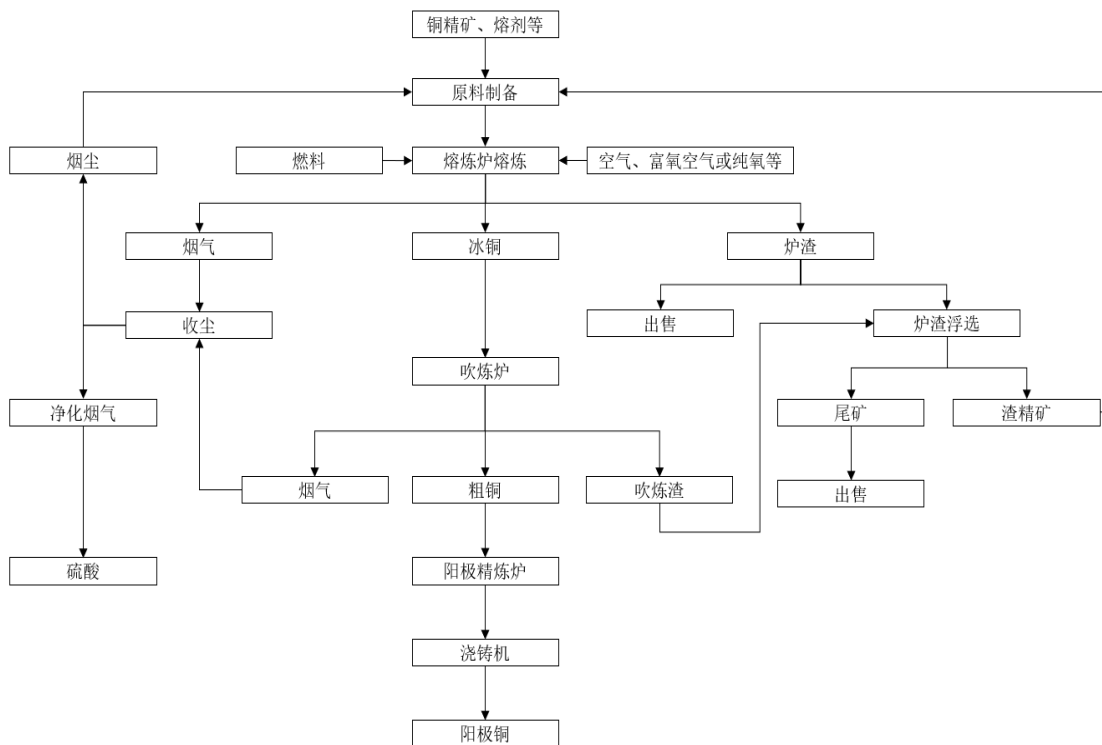 铜精矿、熔剂等
原料制备
烟尘
燃料
熔炼炉熔炼
空气、富氧空气或纯氧等
烟气
冰铜
炉渣
收尘
出售
炉渣浮选
吹炼炉
净化烟气
尾矿
渣精矿
烟气
粗铜
吹炼渣
出售
硫酸
阳极精炼炉
浇铸机
阳极铜